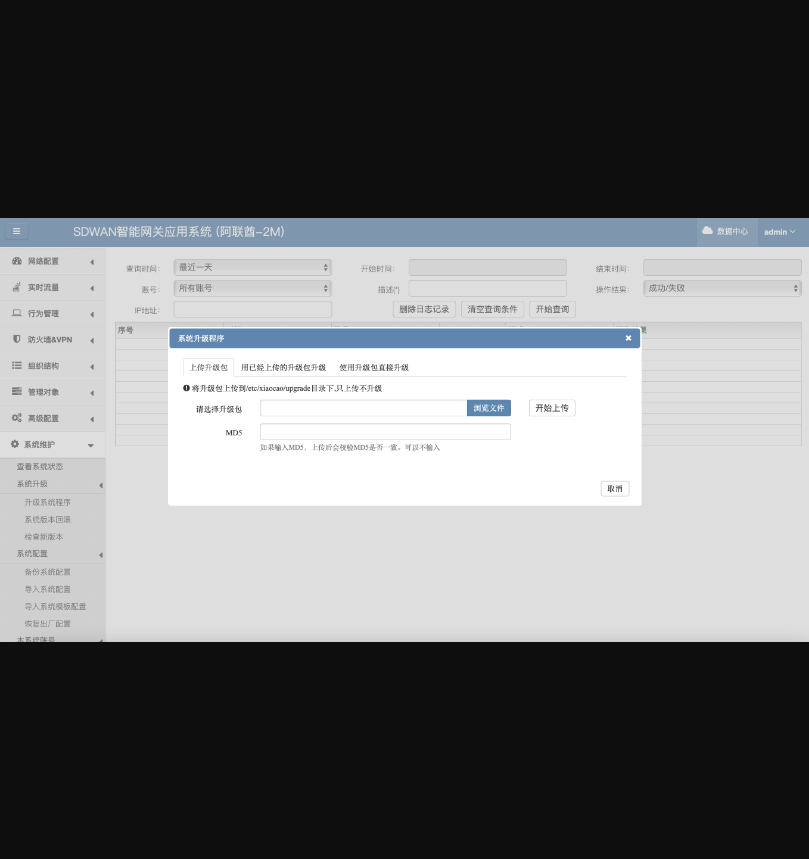 SDWAN智能网关应用系统 (阿联酋-2M)
数据中心
admin
网络配置
实时流量
行为管理
防火墙&VPN
组织结构
管理对象
高级配置
系统维护
查看系统状态
系统升级
升级系统程序
系统版本回退
检查新版本
系统配置
备份系统配置
导入系统配置
导入系统模板配置
恢复出厂配置
本系统账号
查询时间: 最近一天 开始时间: 结束时间:
账号: 所有账号 描述(*) 操作结果: 成功/失败
IP地址: 删除日志记录 清空查询条件 开始查询
序号
系统升级程序
上传升级包 用已经上传的升级包升级 使用升级包直接升级
将升级包上传到/etc/xiaocao/upgrade目录下,只上传不升级
请选择升级包 浏览文件 开始上传
MD5
如果输入MD5，上传后会校验MD5是否一致。可以不输入
取消